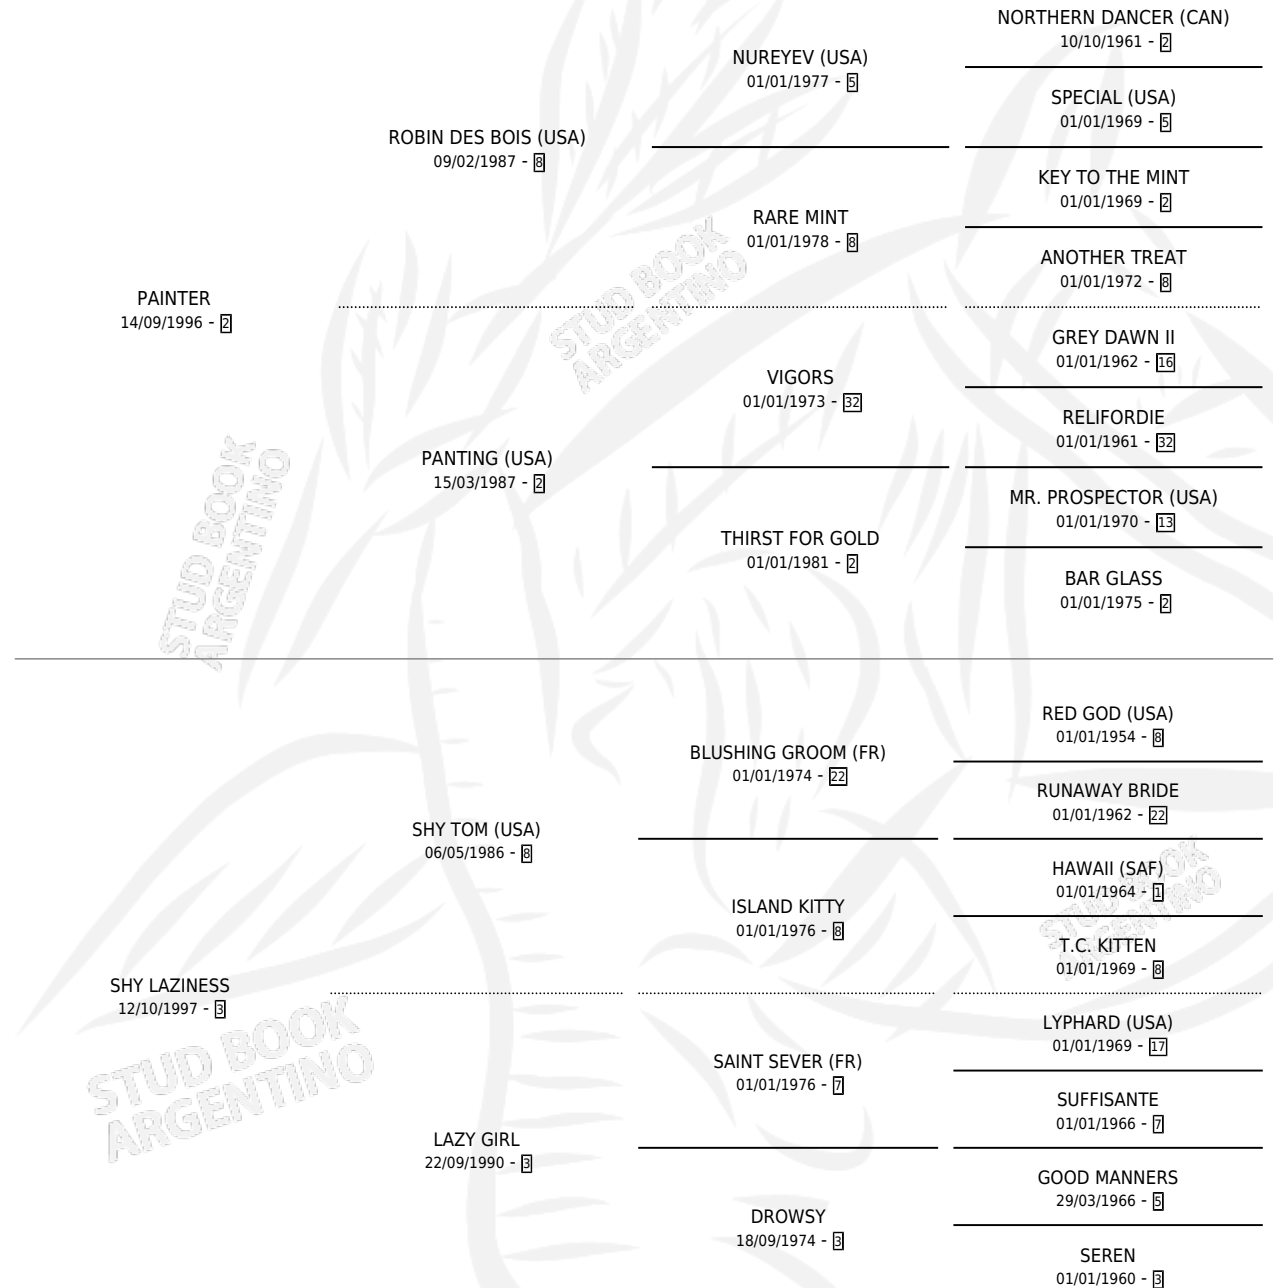 NORTHERN DANCER (CAN)
10/10/1961 - 2
NUREYEV (USA)
01/01/1977 - 5
SPECIAL (USA)
01/01/1969 - 5
ROBIN DES BOIS (USA)
09/02/1987 - 8
KEY TO THE MINT
01/01/1969 - 2
RARE MINT
01/01/1978 - 8
ANOTHER TREAT
01/01/1972 - 8
PAINTER
14/09/1996 - 2
GREY DAWN II
01/01/1962 - 16
VIGORS
01/01/1973 - 32
RELIFORDIE
01/01/1961 - 32
PANTING (USA)
15/03/1987 - 2
MR. PROSPECTOR (USA)
01/01/1970 - 13
THIRST FOR GOLD
01/01/1981 - 2
BAR GLASS
01/01/1975 - 2
STUD BOOK
ARGENTINO
STUD BOOK
ARGENTINO
RED GOD (USA)
01/01/1954 - 8
BLUSHING GROOM (FR)
01/01/1974 - 22
RUNAWAY BRIDE
01/01/1962 - 22
SHY TOM (USA)
06/05/1986 - 8
HAWAII (SAF)
01/01/1964 - 1
ISLAND KITTY
01/01/1976 - 8
T.C. KITTEN
01/01/1969 - 8
SHY LAZINESS
12/10/1997 - 3
LYPHARD (USA)
01/01/1969 - 17
SAINT SEVER (FR)
01/01/1976 - 7
SUFFISANTE
01/01/1966 - 7
LAZY GIRL
22/09/1990 - 3
GOOD MANNERS
29/03/1966 - 5
DROWSY
18/09/1974 - 3
SEREN
01/01/1960 - 3
STUD BOOK
ARGENTINO
STUD BOOK
ARGENTINO